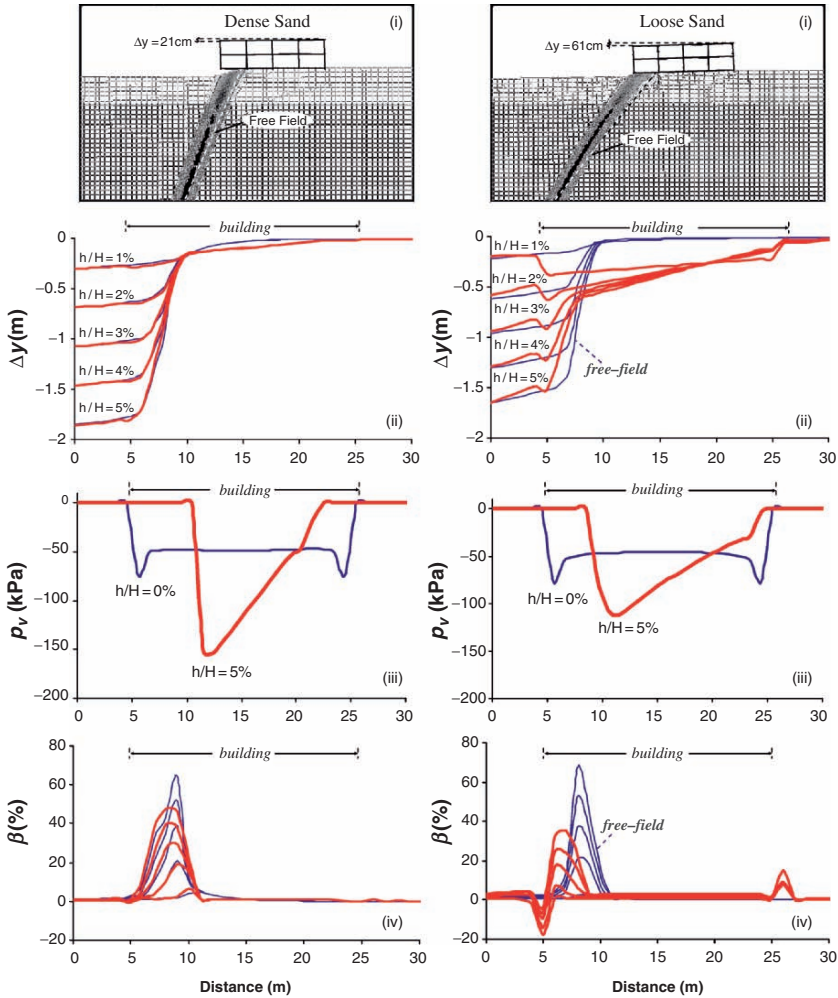 Dense Sand
(i)
Δy = 21cm
Free Field
building
0
−0.5
−1
−1.5
−2
Δy (m)
h/H = 1%
h/H = 2%
h/H = 3%
h/H = 4%
h/H = 5%
(ii)
0 5 10 15 20 25 30
building
0
−50
−100
−150
−200
pv (kPa)
h/H = 0%
h/H = 5%
(iii)
0 5 10 15 20 25 30
building
80
60
40
20
0
−20
β(%)
(iv)
0 5 10 15 20 25 30
Distance (m)
Loose Sand
(i)
Δy = 61cm
Free Field
building
0
−0.5
−1
−1.5
−2
Δy (m)
h/H = 1%
h/H = 2%
h/H = 3%
h/H = 4%
h/H = 5%
free–field
(ii)
0 5 10 15 20 25 30
building
0
−50
−100
−150
−200
pv (kPa)
h/H = 0%
h/H = 5%
(iii)
0 5 10 15 20 25 30
building
80
60
40
20
0
−20
β(%)
free–field
(iv)
0 5 10 15 20 25 30
Distance (m)